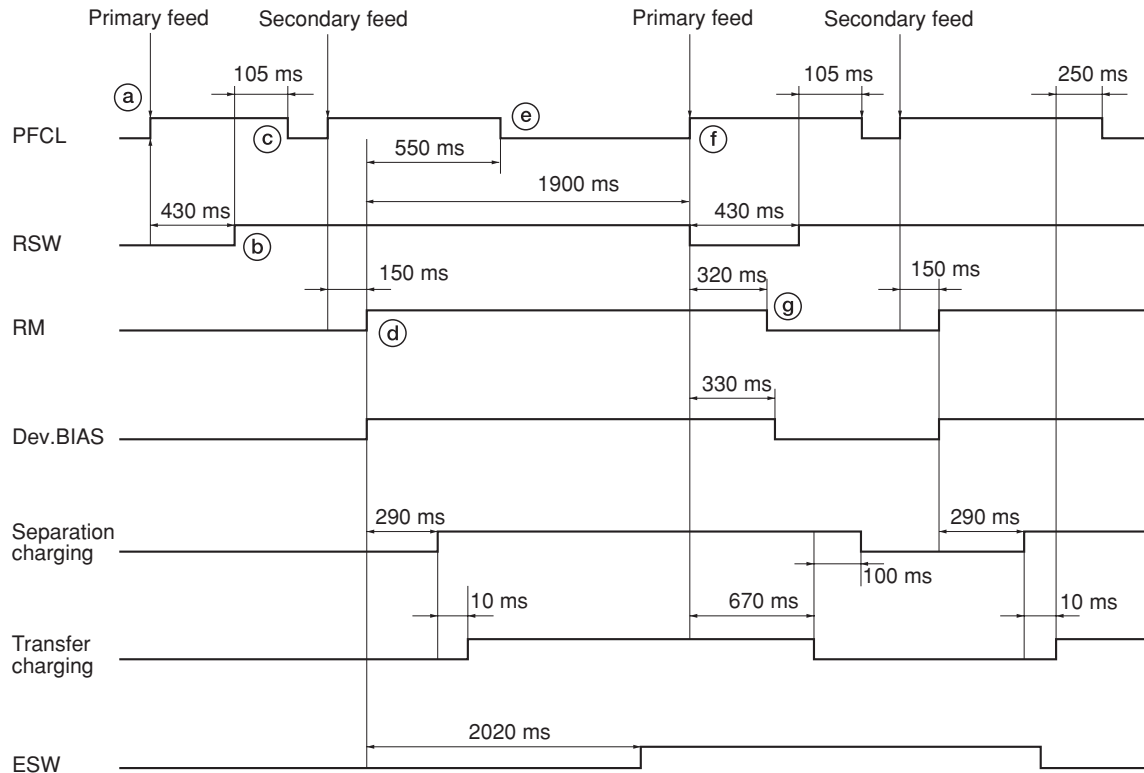 Primary feed Secondary feed Primary feed Secondary feed
105 ms 105 ms 250 ms
a
PFCL c e f
550 ms
1900 ms
430 ms 430 ms
RSW b
150 ms 320 ms 150 ms
RM d g
330 ms
Dev.BIAS
290 ms 290 ms
Separation
charging
100 ms
10 ms 670 ms 10 ms
Transfer
charging
2020 ms
ESW